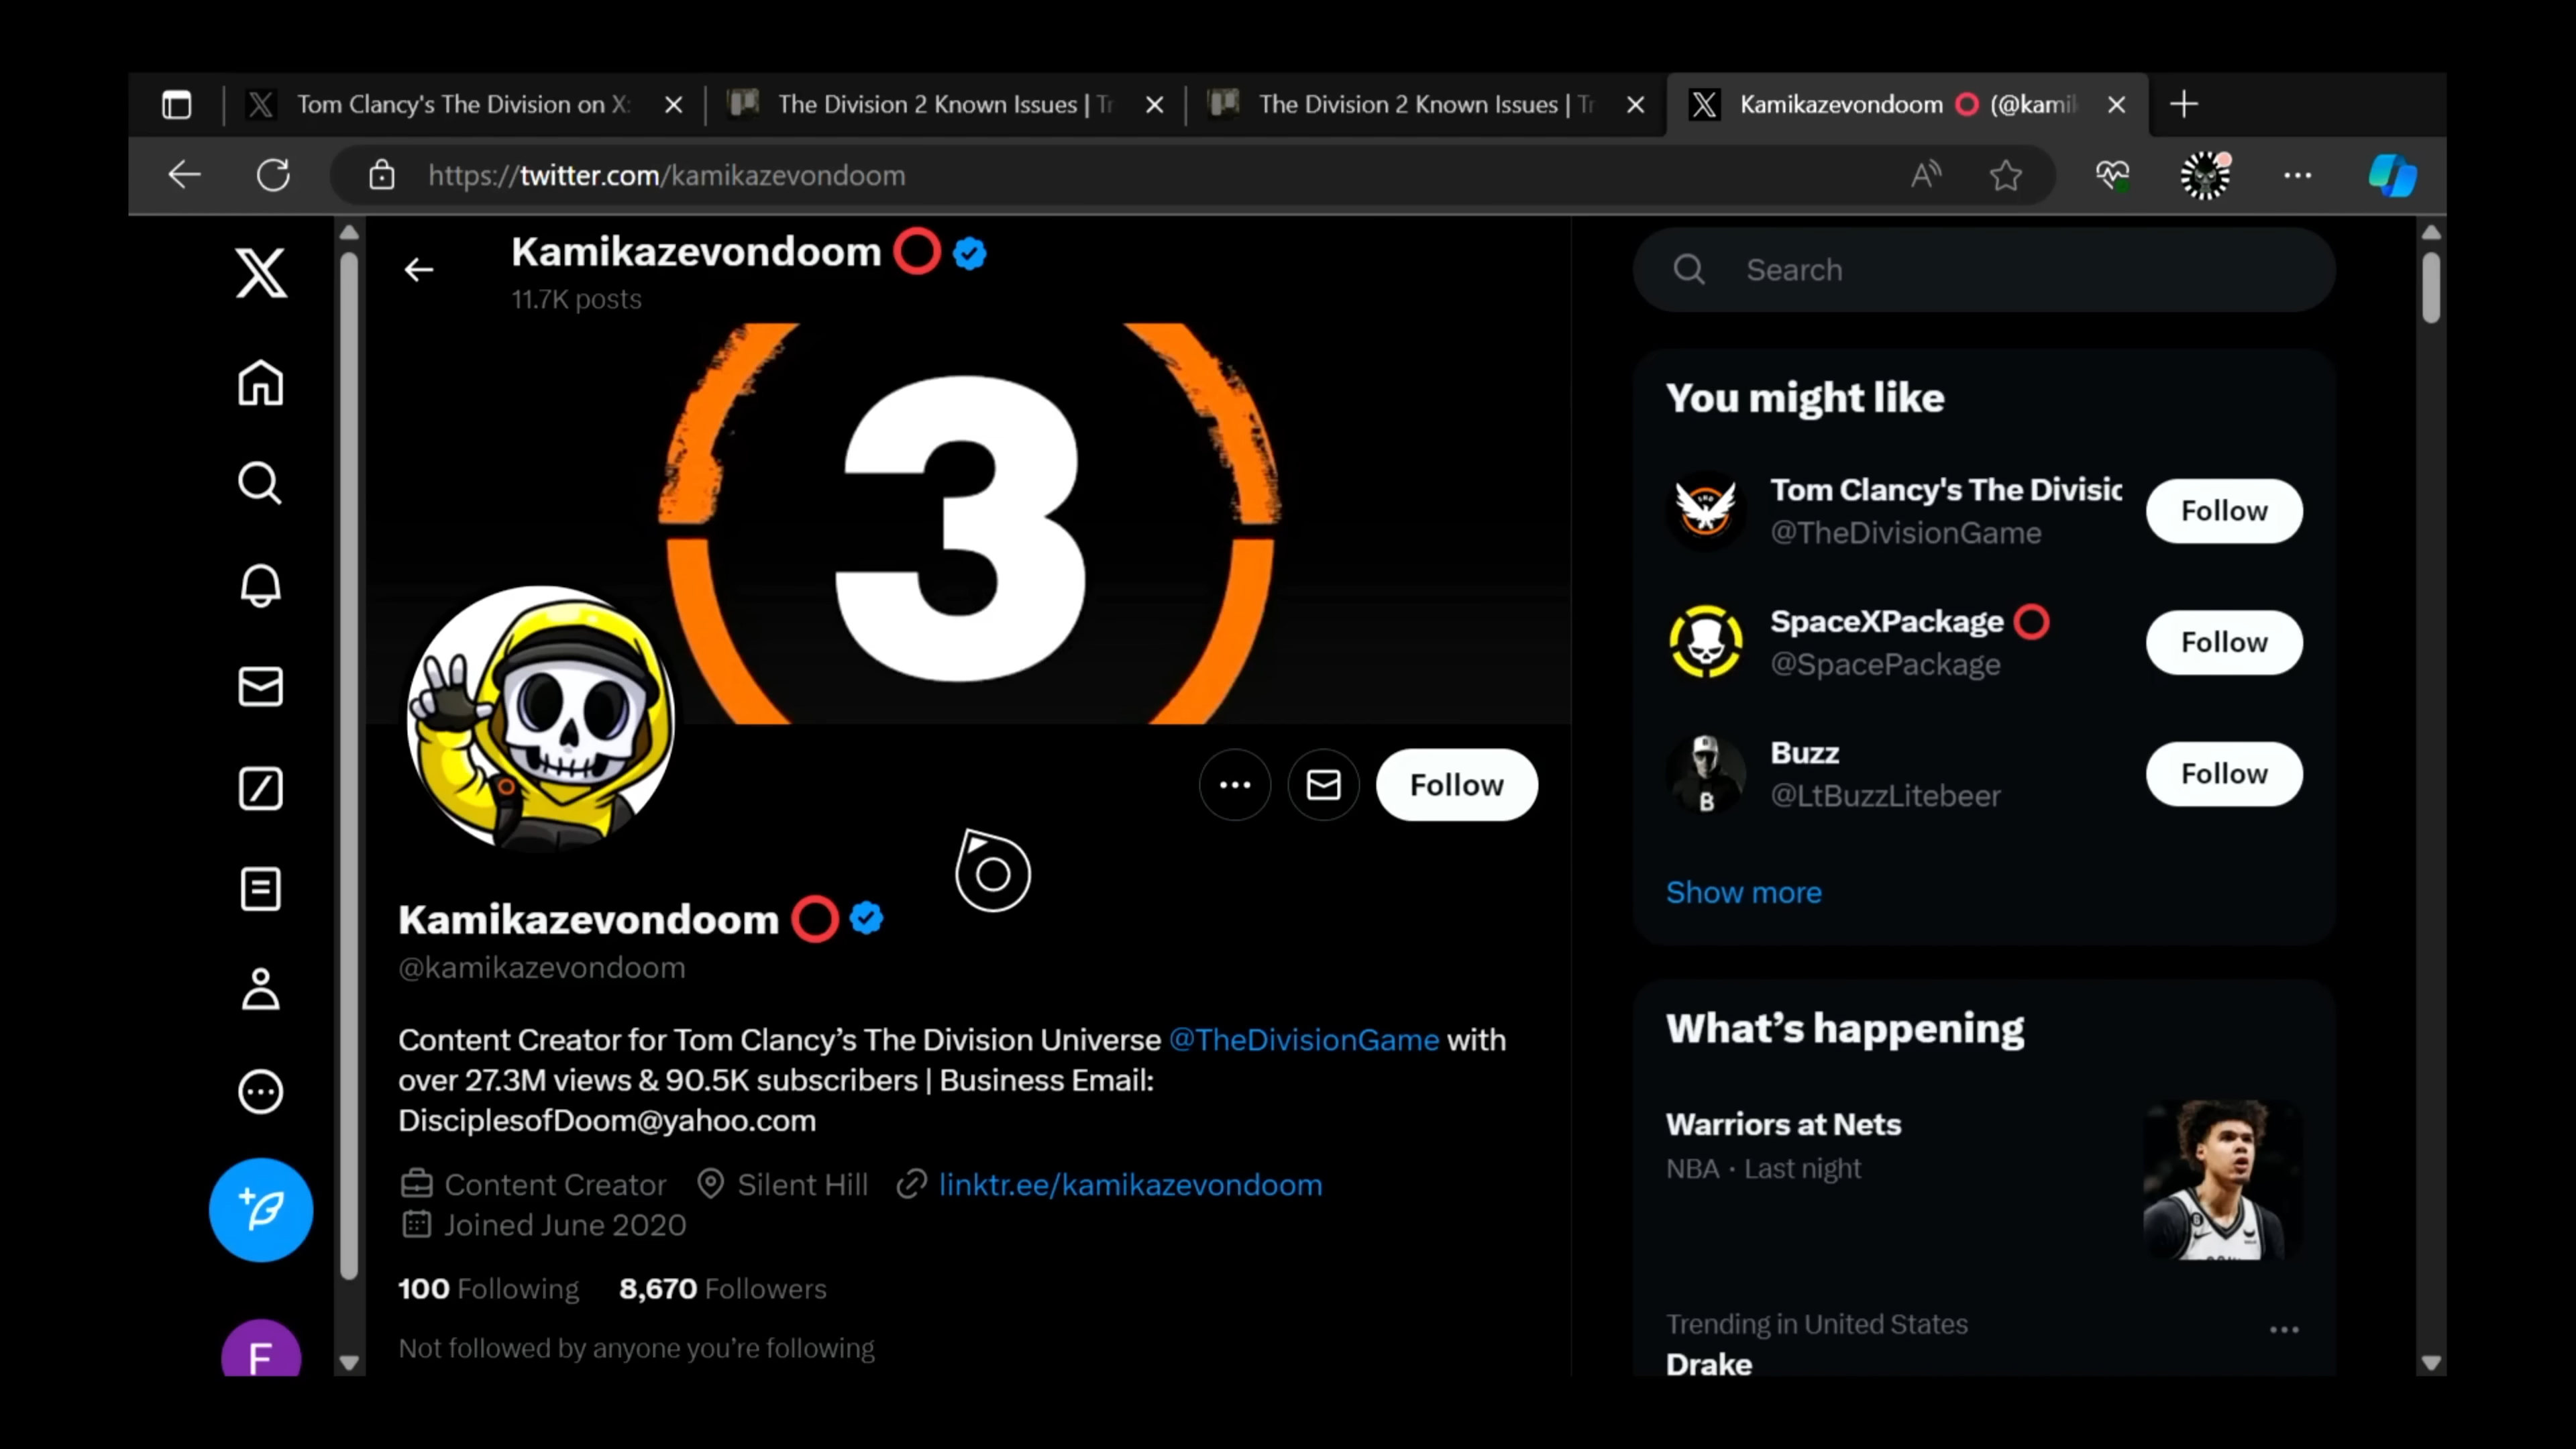 Tom Clancy's The Division on X:
The Division 2 Known Issues | Tr
The Division 2 Known Issues | Tr
Kamikazevondoom ⭕ (@kami
https://twitter.com/kamikazevondoom
Kamikazevondoom ⭕
11.7K posts
3
Follow
Kamikazevondoom ⭕
@kamikazevondoom
Content Creator for Tom Clancy’s The Division Universe @TheDivisionGame with
over 27.3M views & 90.5K subscribers | Business Email:
DisciplesofDoom@yahoo.com
Content Creator Silent Hill linktr.ee/kamikazevondoom
Joined June 2020
100 Following 8,670 Followers
Not followed by anyone you’re following
F
Search
You might like
Tom Clancy's The Divisic
@TheDivisionGame
Follow
SpaceXPackage ⭕
@SpacePackage
Follow
B
Buzz
@LtBuzzLitebeer
Follow
Show more
What’s happening
Warriors at Nets
NBA · Last night
Trending in United States
Drake